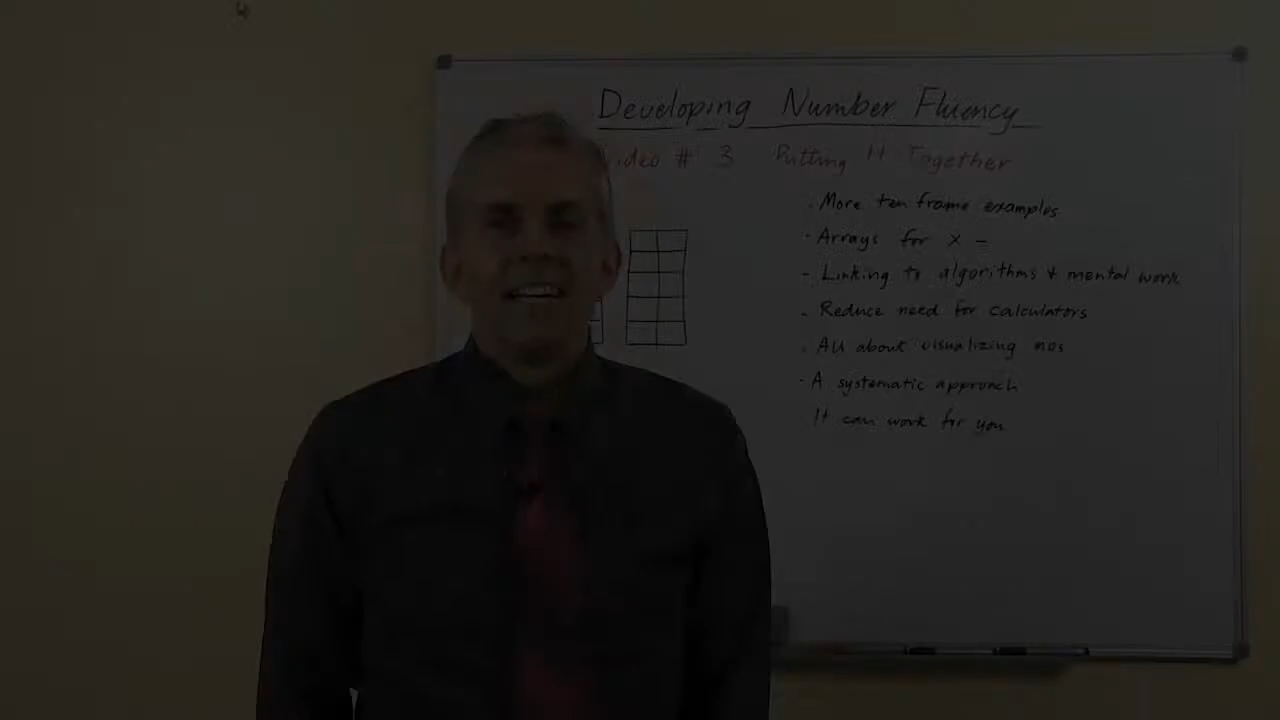 Developing Number Fluency
Video # 3 Putting It Together
. More ten frame examples
- Arrays for × -
- Linking to algorithms & mental work
- Reduce need for calculators
. All about visualizing nos
- A systematic approach
It can work for you